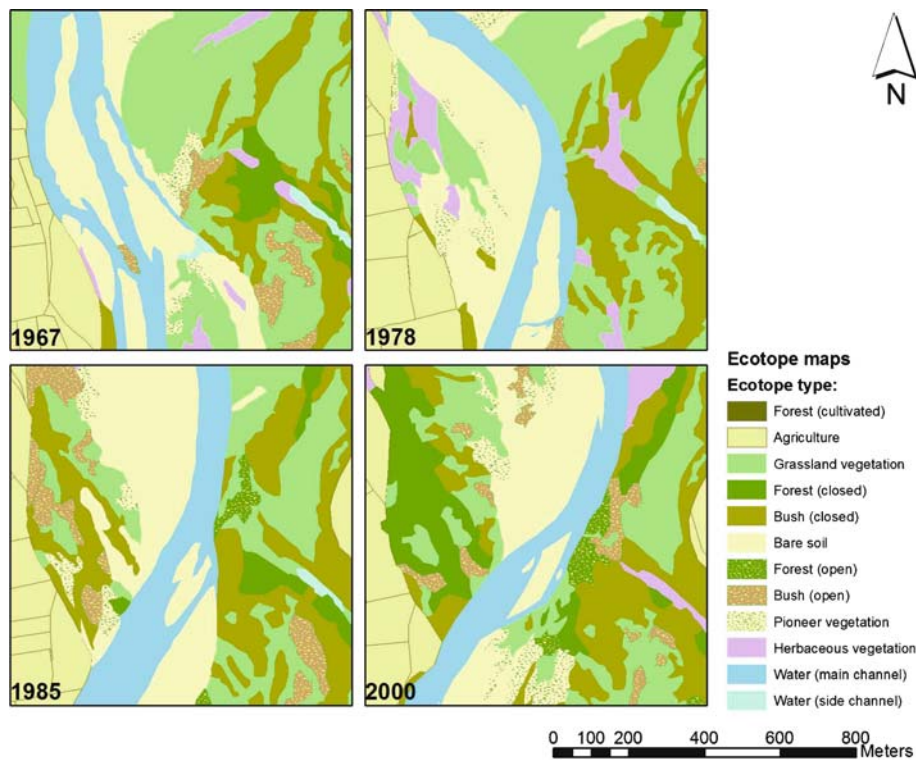 N
1967
1978
1985
2000
Ecotope maps
Ecotope type:
Forest (cultivated)
Agriculture
Grassland vegetation
Forest (closed)
Bush (closed)
Bare soil
Forest (open)
Bush (open)
Pioneer vegetation
Herbaceous vegetation
Water (main channel)
Water (side channel)
0 100 200 400 600 800
Meters